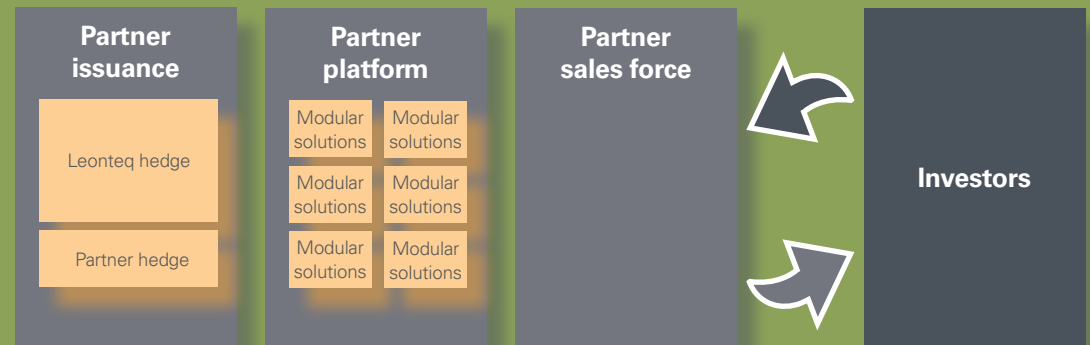 Partner
issuance
Leonteq hedge
Partner hedge
Partner
platform
Modular
solutions
Modular
solutions
Modular
solutions
Modular
solutions
Modular
solutions
Modular
solutions
Partner
sales force
Investors